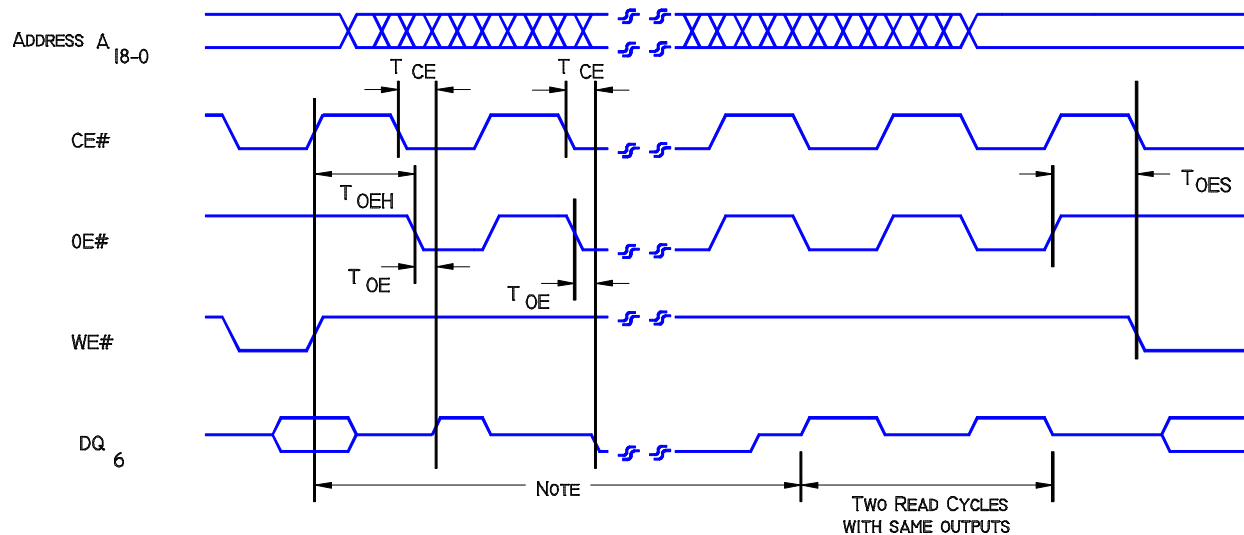 ADDRESS A 18-0
T CE
T CE
CE#
T OEH
T OES
OE#
T OE
T OE
WE#
DQ 6
NOTE
TWO READ CYCLES
WITH SAME OUTPUTS